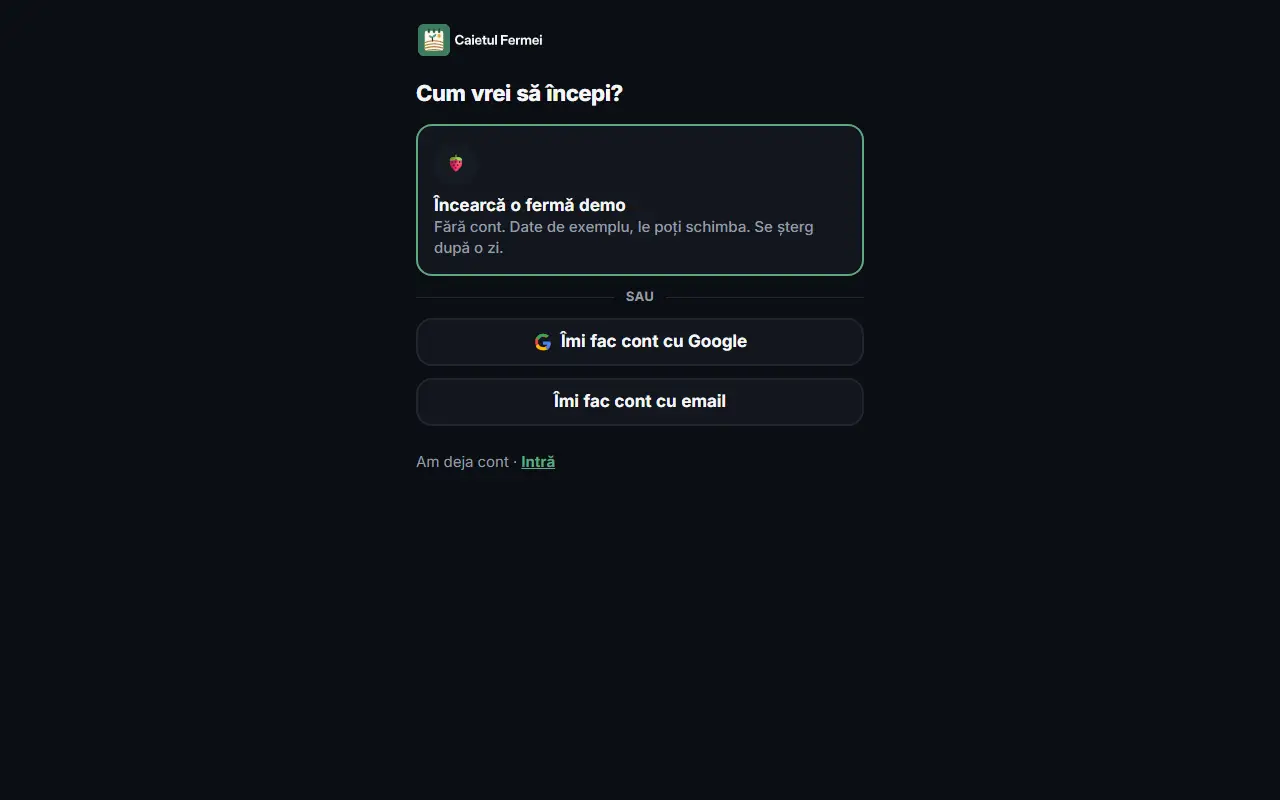 Caietul Fermei
Cum vrei să începi?
Încearcă o fermă demo
Fără cont. Date de exemplu, le poți schimba. Se șterg
după o zi.
SAU
Îmi fac cont cu Google
Îmi fac cont cu email
Am deja cont · Intră